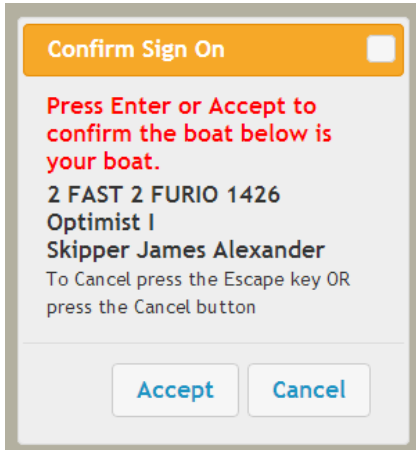 Confirm Sign On
Press Enter or Accept to
confirm the boat below is
your boat.
2 FAST 2 FURIO 1426
Optimist I
Skipper James Alexander
To Cancel press the Escape key OR
press the Cancel button
Accept Cancel